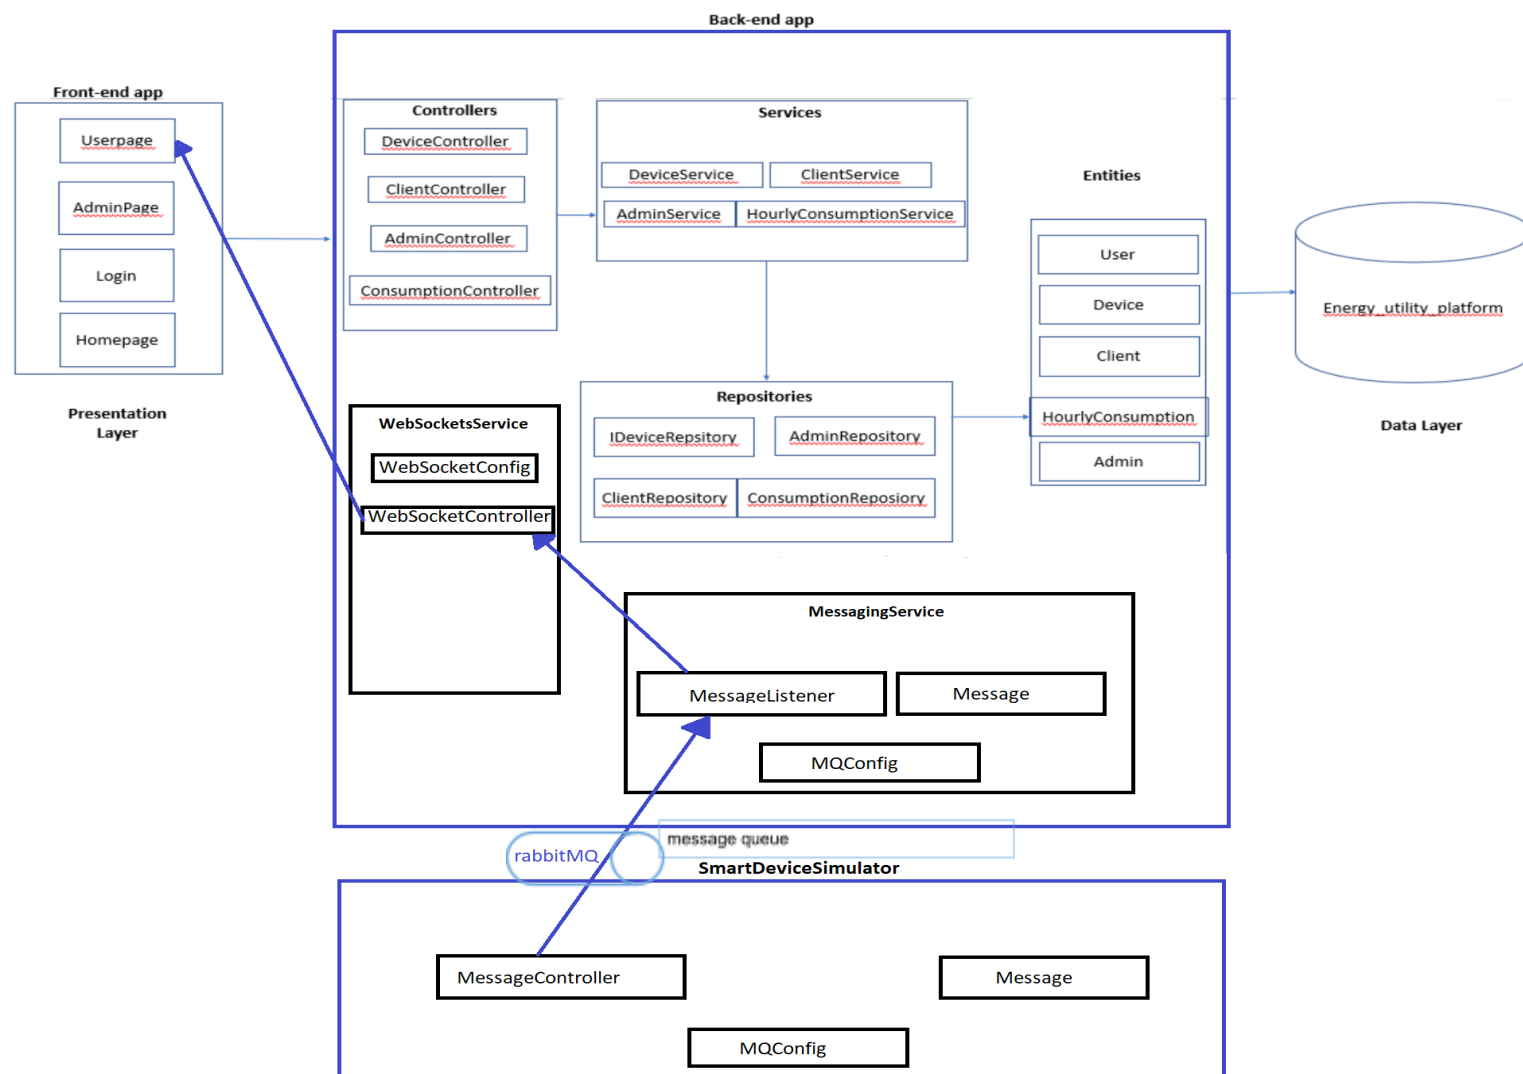 Back-end app
Front-end app
Userpage
AdminPage
Login
Homepage
Presentation
Layer
Controllers
DeviceController
ClientController
AdminController
ConsumptionController
Services
DeviceService
ClientService
AdminService
HourlyConsumptionService
Entities
User
Device
Client
HourlyConsumption
Admin
Energy_utility_platform
Data Layer
Repositories
IDeviceRepsitory
AdminRepository
ClientRepository
ConsumptionReposiory
WebSocketsService
WebSocketConfig
WebSocketController
MessagingService
MessageListener
Message
MQConfig
rabbitMQ
message queue
SmartDeviceSimulator
MessageController
Message
MQConfig